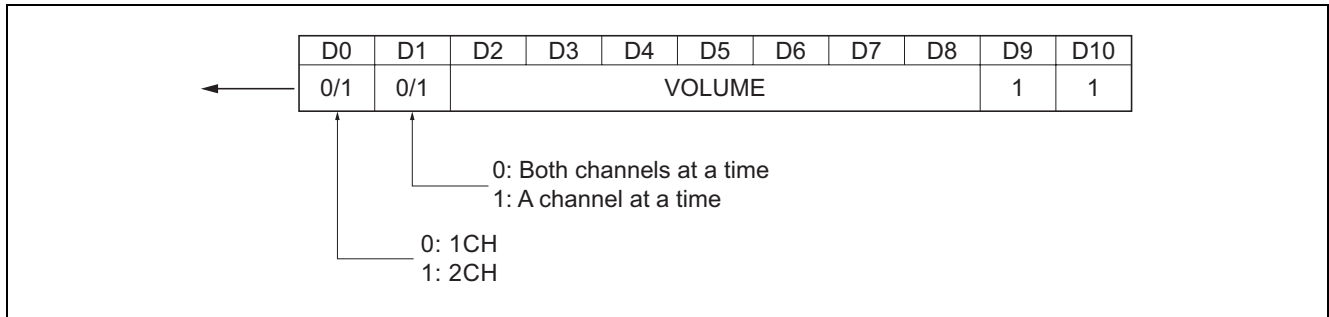 D0 D1 D2 D3 D4 D5 D6 D7 D8 D9 D10
0/1 0/1 VOLUME 1 1
0: Both channels at a time
1: A channel at a time
0: 1CH
1: 2CH